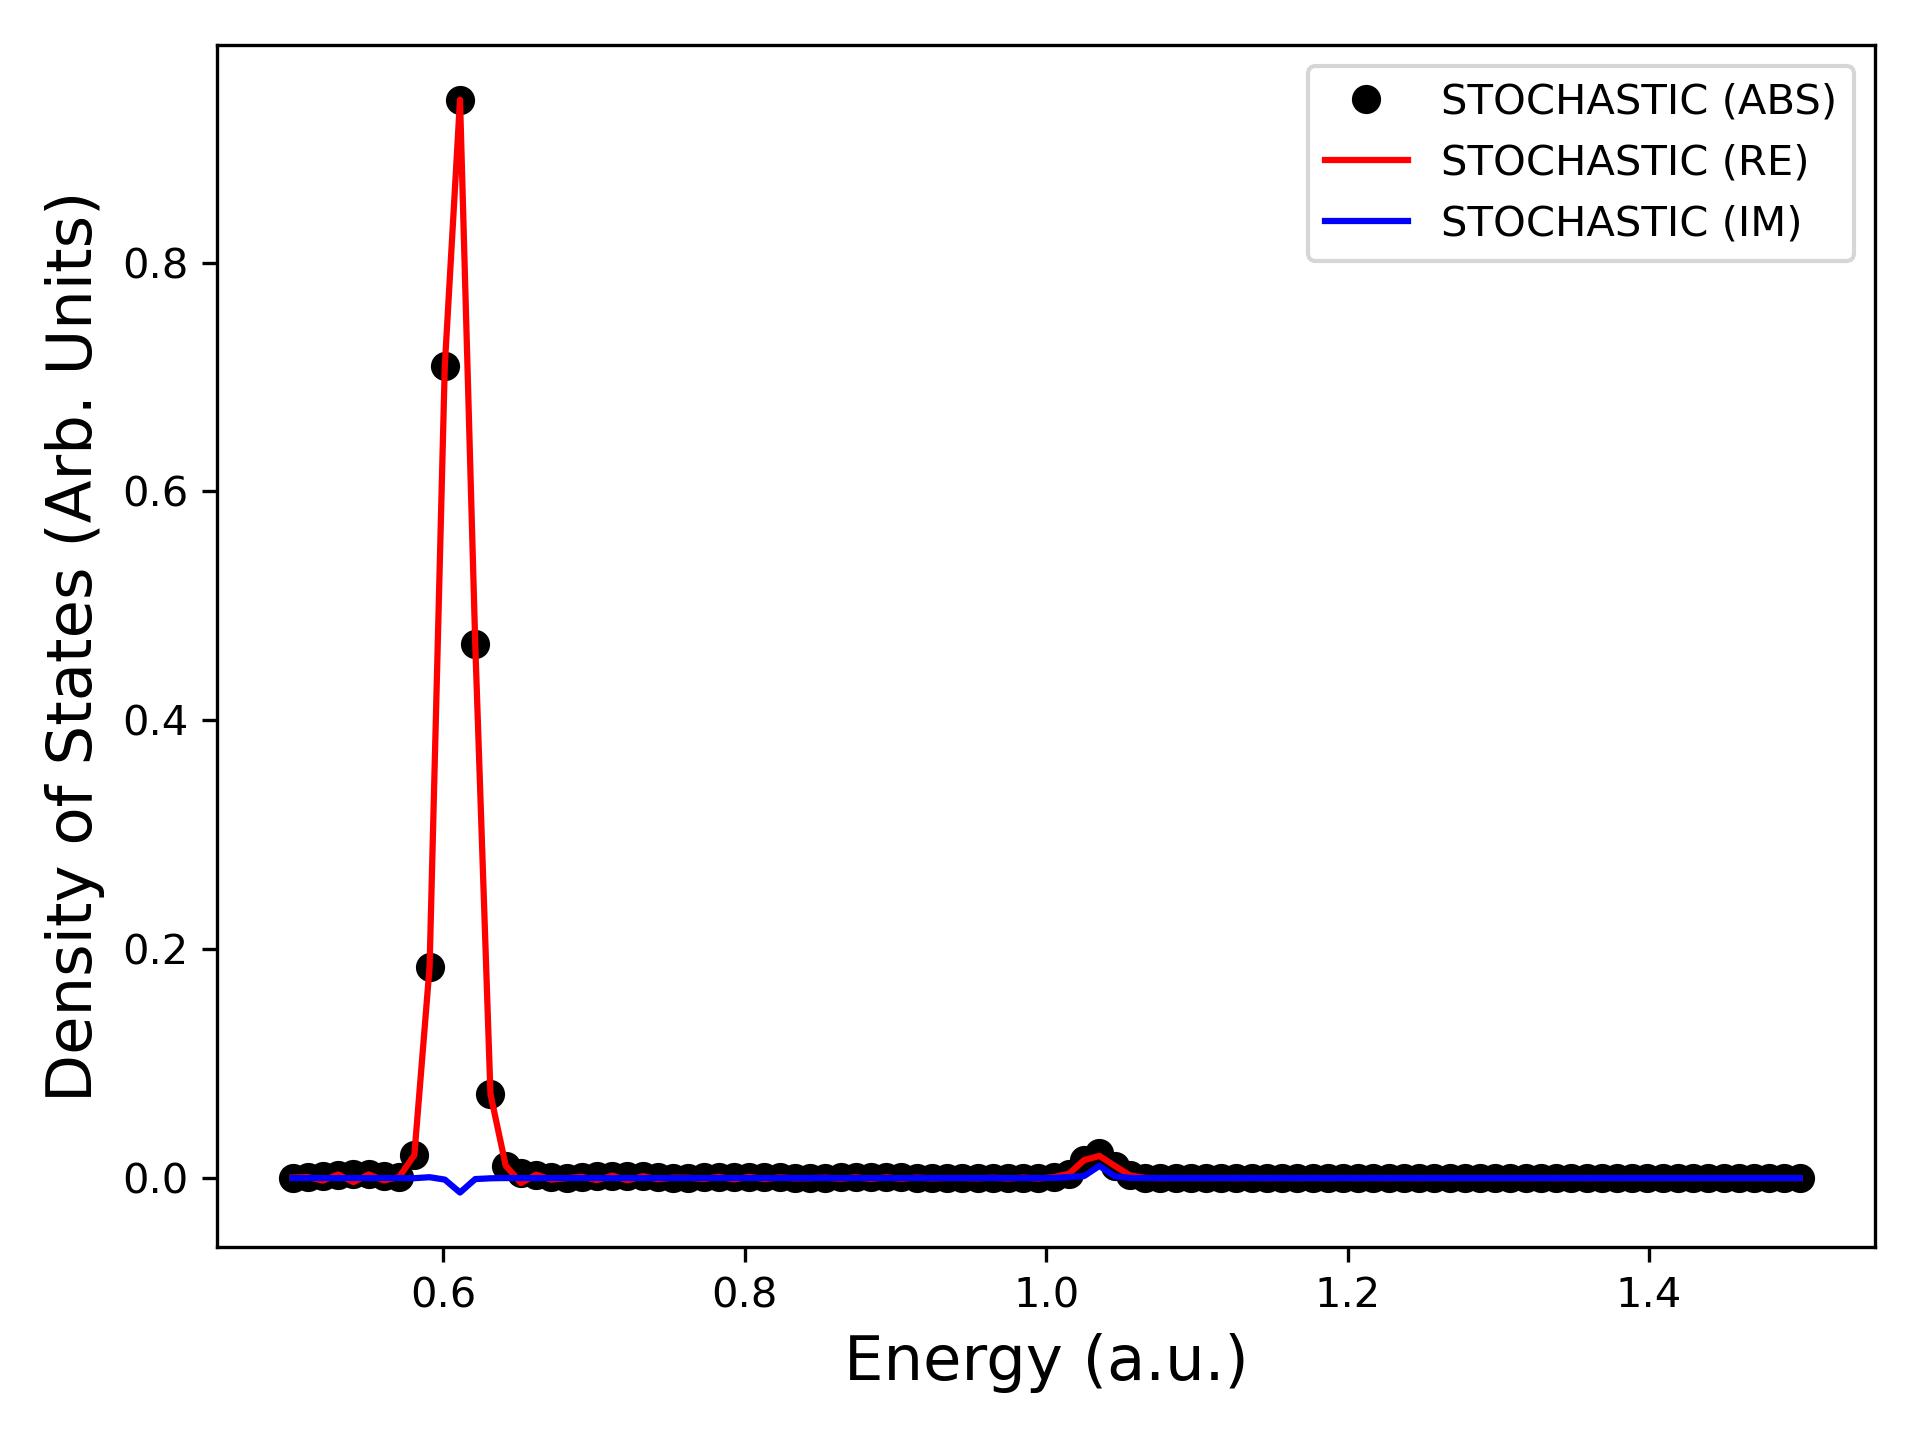 STOCHASTIC (ABS)
STOCHASTIC (RE)
STOCHASTIC (IM)
Density of States (Arb. Units)
0.8
0.6
0.4
0.2
0.0
0.6 0.8 1.0 1.2 1.4
Energy (a.u.)